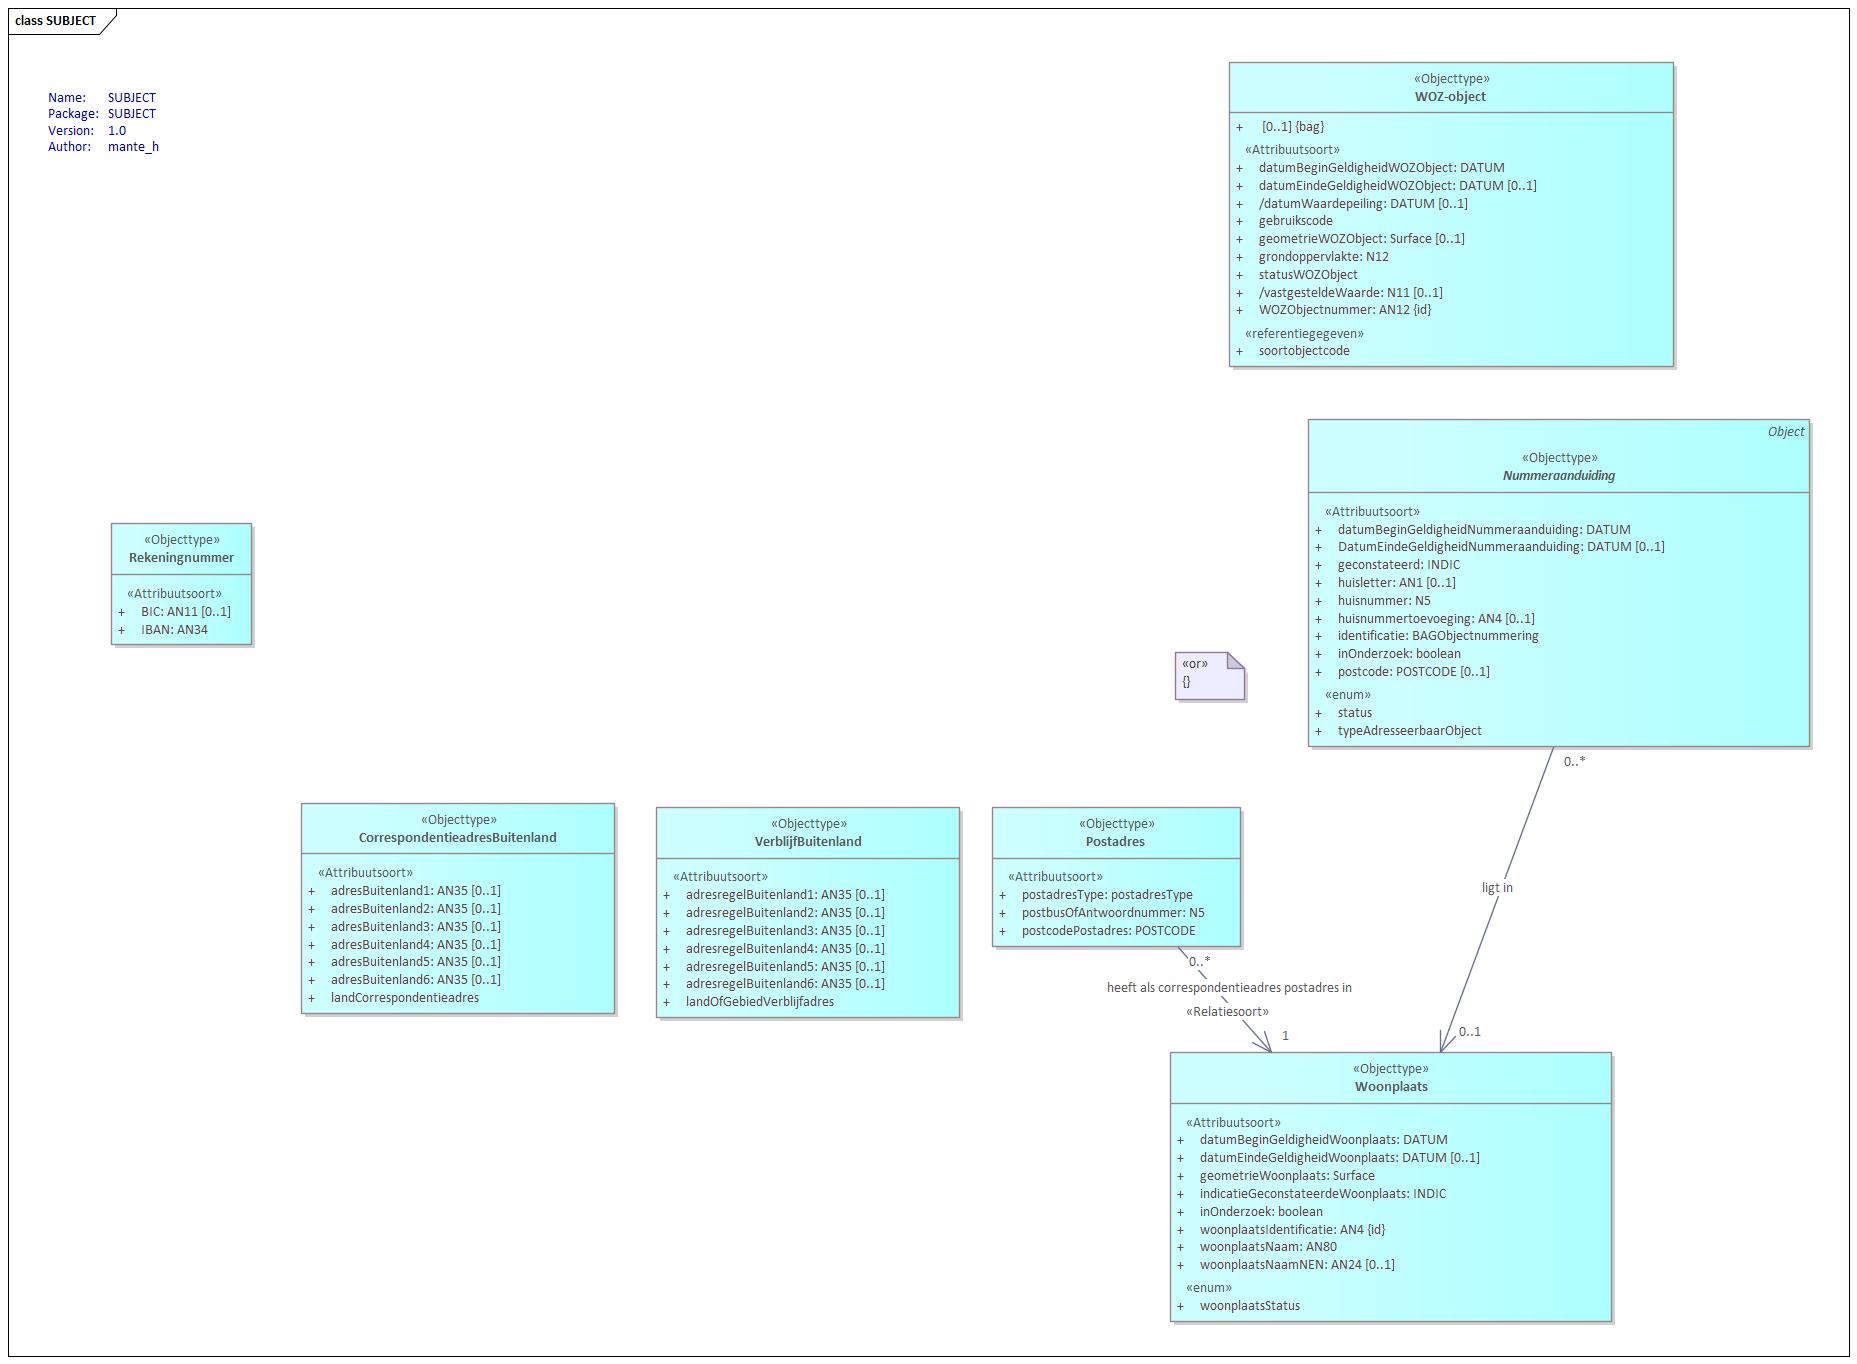 class SUBJECT
Name: SUBJECT
Package: SUBJECT
Version: 1.0
Author: mante_h
«Objecttype»
WOZ-object
+ [0..1] {bag}
«Attribuutsoort»
+ datumBeginGeldigheidWOZObject: DATUM
+ datumEindeGeldigheidWOZObject: DATUM [0..1]
+ /datumWaardepeiling: DATUM [0..1]
+ gebruikscode
+ geometrieWOZObject: Surface [0..1]
+ grondoppervlakte: N12
+ statusWOZObject
+ /vastgesteldeWaarde: N11 [0..1]
+ WOZObjectnummer: AN12 {id}
«referentiegegeven»
+ soortobjectcode
Object
«Objecttype»
Nummeraanduiding
«Attribuutsoort»
+ datumBeginGeldigheidNummeraanduiding: DATUM
+ DatumEindeGeldigheidNummeraanduiding: DATUM [0..1]
+ geconstateerd: INDIC
+ huisletter: AN1 [0..1]
+ huisnummer: N5
+ huisnummertoevoeging: AN4 [0..1]
+ identificatie: BAGObjectnummering
+ inOnderzoek: boolean
+ postcode: POSTCODE [0..1]
«enum»
+ status
+ typeAdresseerbaarObject
«Objecttype»
Rekeningnummer
«Attribuutsoort»
+ BIC: AN11 [0..1]
+ IBAN: AN34
«or»
{}
0..*
ligt in
0..1
«Objecttype»
CorrespondentieadresBuitenland
«Attribuutsoort»
+ adresBuitenland1: AN35 [0..1]
+ adresBuitenland2: AN35 [0..1]
+ adresBuitenland3: AN35 [0..1]
+ adresBuitenland4: AN35 [0..1]
+ adresBuitenland5: AN35 [0..1]
+ adresBuitenland6: AN35 [0..1]
+ landCorrespondentieadres
«Objecttype»
VerblijfBuitenland
«Attribuutsoort»
+ adresregelBuitenland1: AN35 [0..1]
+ adresregelBuitenland2: AN35 [0..1]
+ adresregelBuitenland3: AN35 [0..1]
+ adresregelBuitenland4: AN35 [0..1]
+ adresregelBuitenland5: AN35 [0..1]
+ adresregelBuitenland6: AN35 [0..1]
+ landOfGebiedVerblijfadres
«Objecttype»
Postadres
«Attribuutsoort»
+ postadresType: postadresType
+ postbusOfAntwoordnummer: N5
+ postcodePostadres: POSTCODE
0..*
heeft als correspondentieadres postadres in
«Relatiesoort»
1
«Objecttype»
Woonplaats
«Attribuutsoort»
+ datumBeginGeldigheidWoonplaats: DATUM
+ datumEindeGeldigheidWoonplaats: DATUM [0..1]
+ geometrieWoonplaats: Surface
+ indicatieGeconstateerdeWoonplaats: INDIC
+ inOnderzoek: boolean
+ woonplaatsIdentificatie: AN4 {id}
+ woonplaatsNaam: AN80
+ woonplaatsNaamNEN: AN24 [0..1]
«enum»
+ woonplaatsStatus